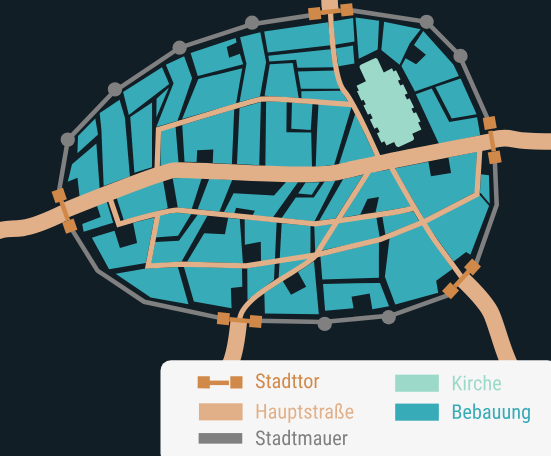 Stadttor
Kirche
Hauptstraße
Bebauung
Stadtmauer